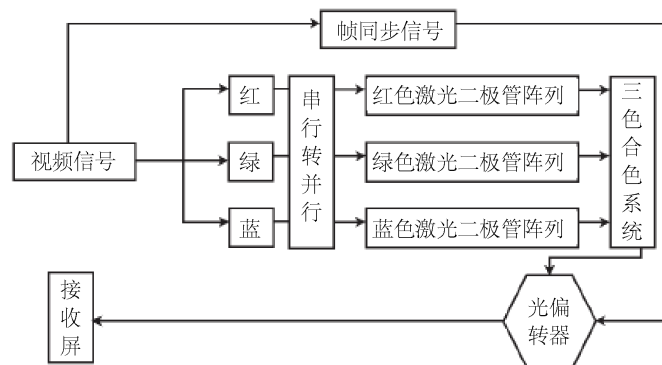 帧同步信号
视频信号
红
绿
蓝
串行转并行
红色激光二极管阵列
绿色激光二极管阵列
蓝色激光二极管阵列
三色合色系统
接收屏
光偏
转器